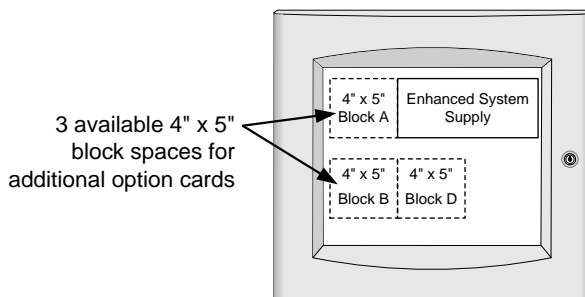 3 available 4" x 5"
block spaces for
additional option cards
4" x 5"
Block A
Enhanced System
Supply
4" x 5"
Block B
4" x 5"
Block D